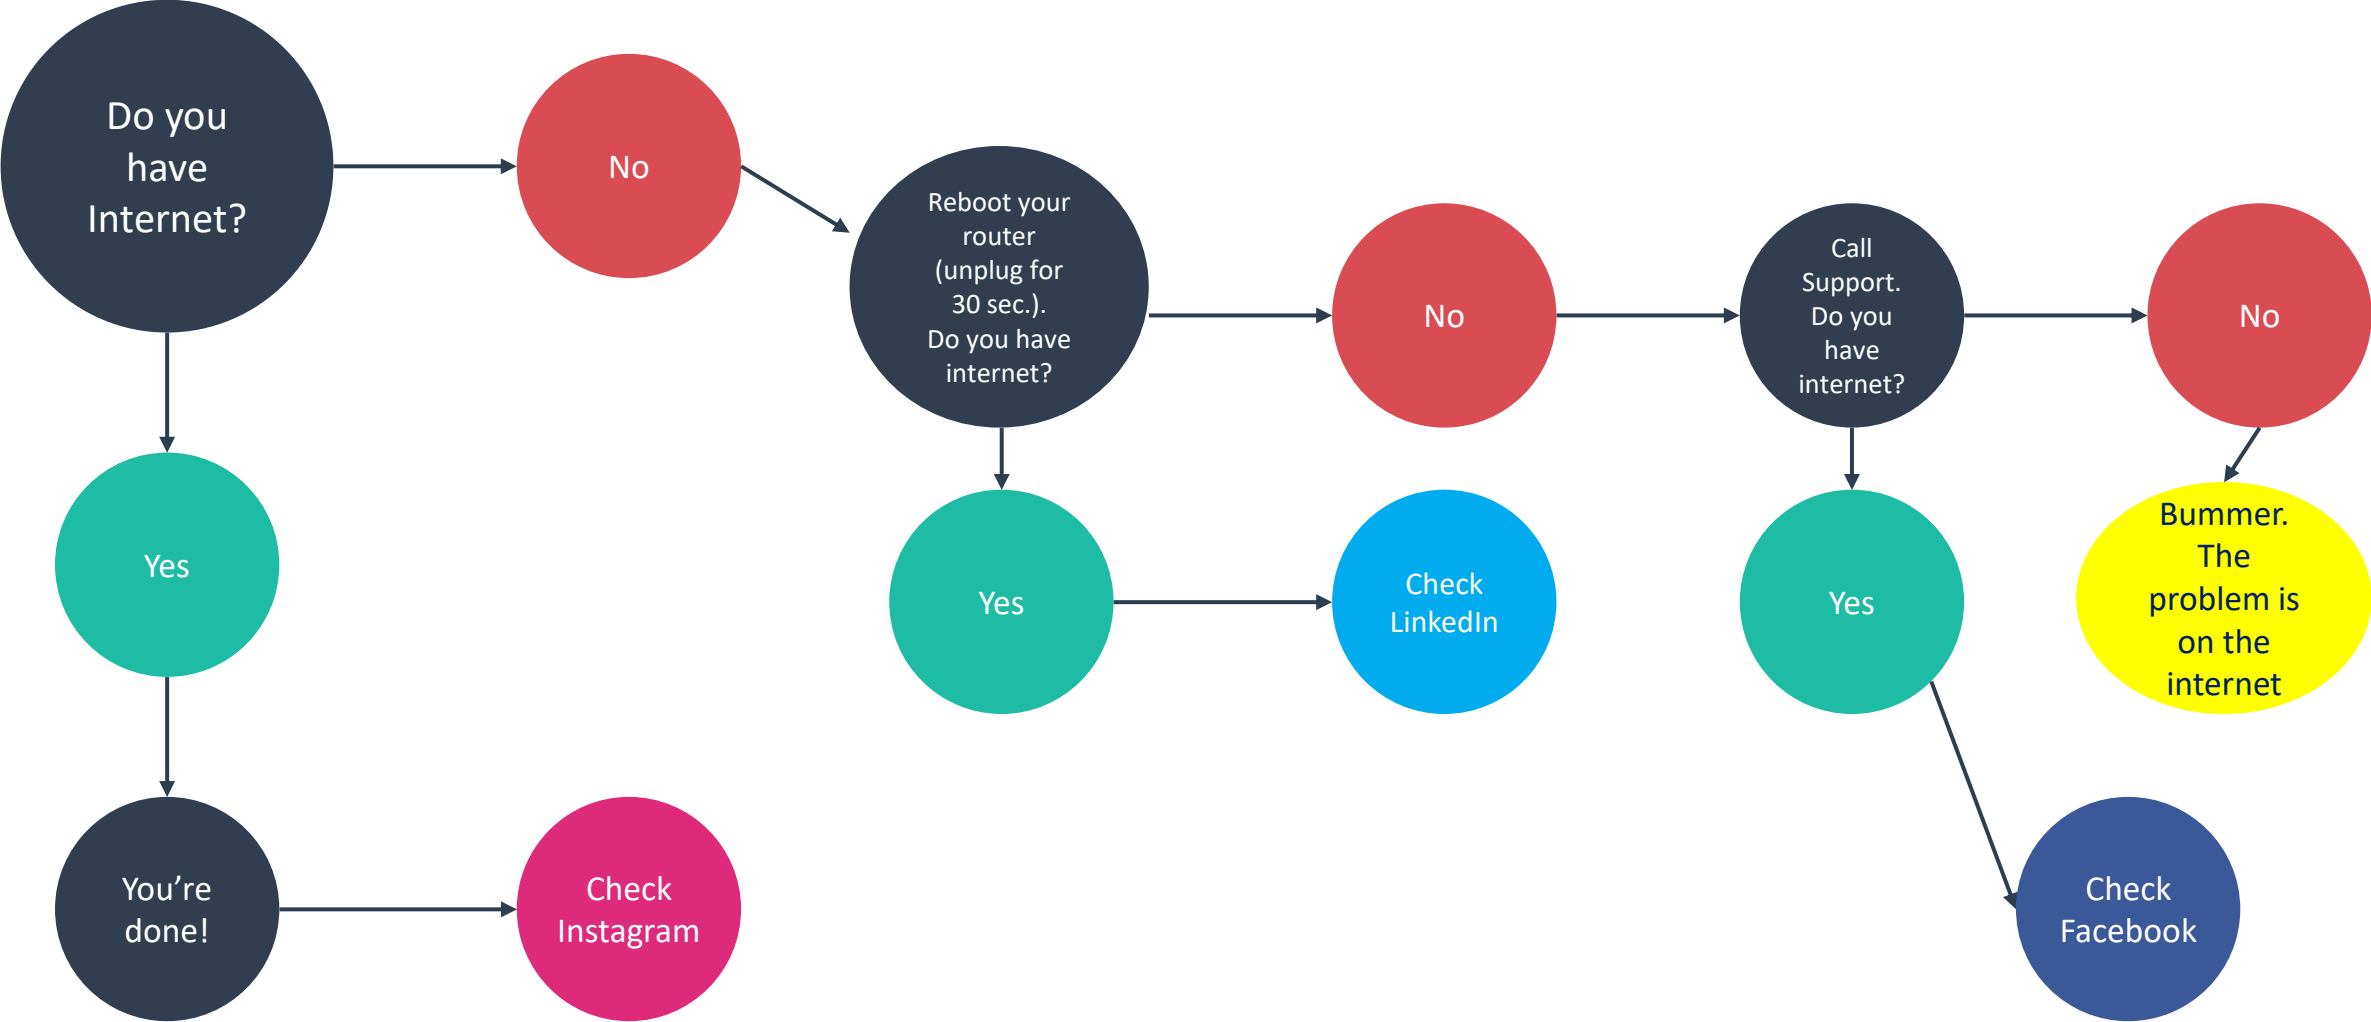 Do you
have
Internet?
No
Reboot your
router
(unplug for
30 sec.).
Do you have
internet?
No
Call
Support.
Do you
have
internet?
No
Yes
Yes
Check
LinkedIn
Yes
Bummer.
The
problem is
on the
internet
You’re
done!
Check
Instagram
Check
Facebook